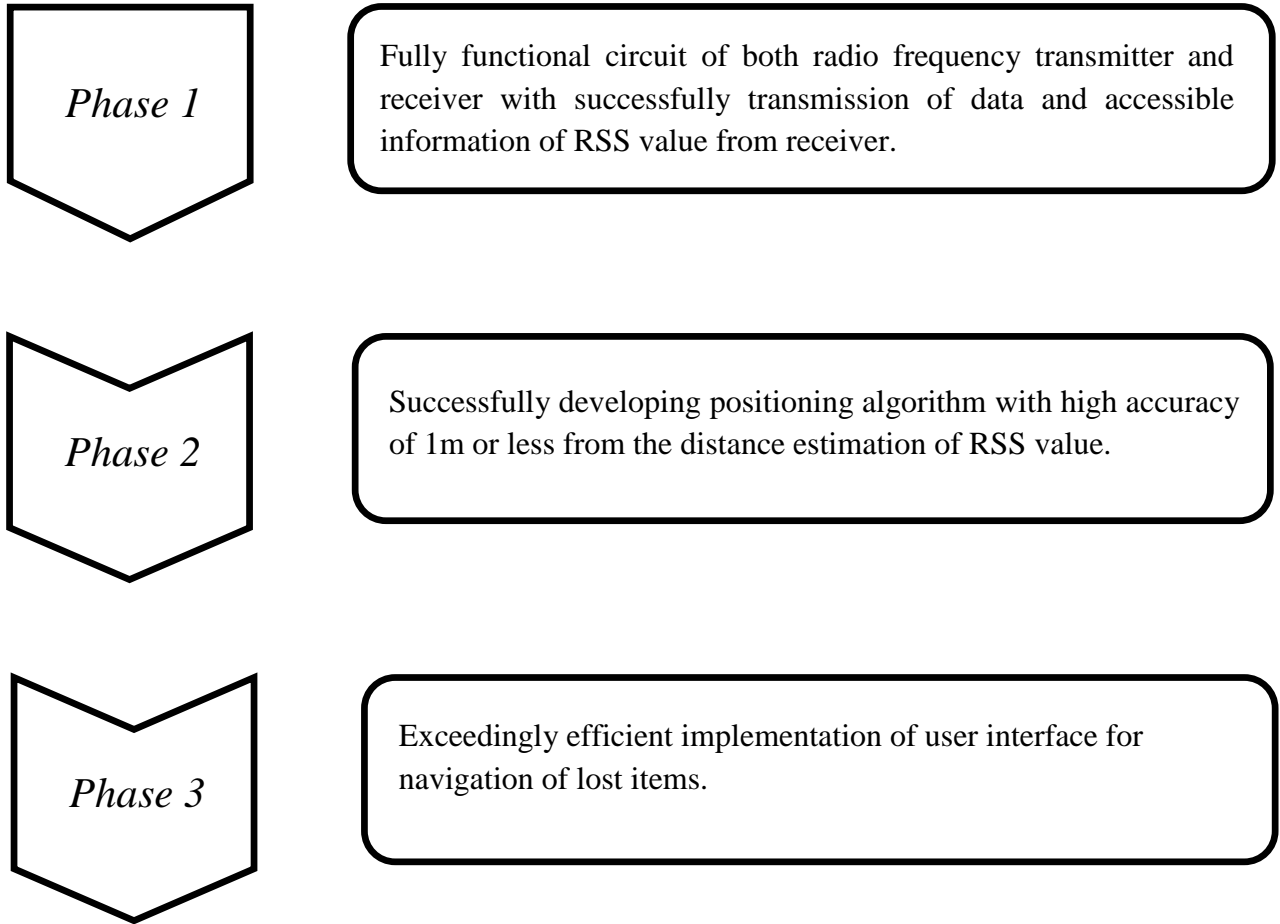 Phase 1
Fully functional circuit of both radio frequency transmitter and
receiver with successfully transmission of data and accessible
information of RSS value from receiver.
Phase 2
Successfully developing positioning algorithm with high accuracy
of 1m or less from the distance estimation of RSS value.
Phase 3
Exceedingly efficient implementation of user interface for
navigation of lost items.